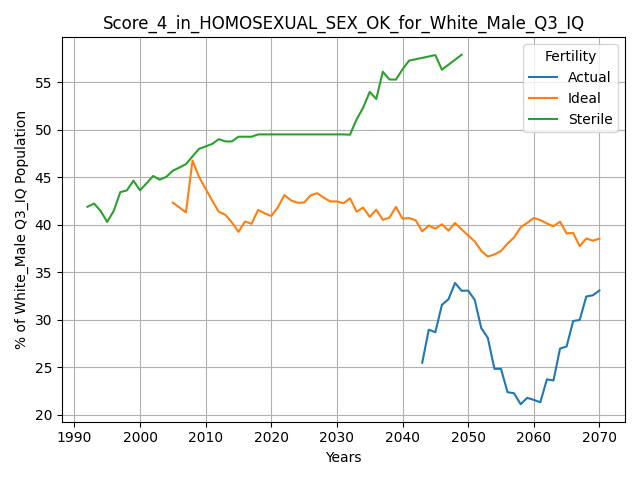 Score_4_in_HOMOSEXUAL_SEX_OK_for_White_Male_Q3_IQ
% of White_Male Q3_IQ Population
55
50
45
40
35
30
25
20
Fertility
Actual
Ideal
Sterile
1990 2000 2010 2020 2030 2040 2050 2060 2070
Years